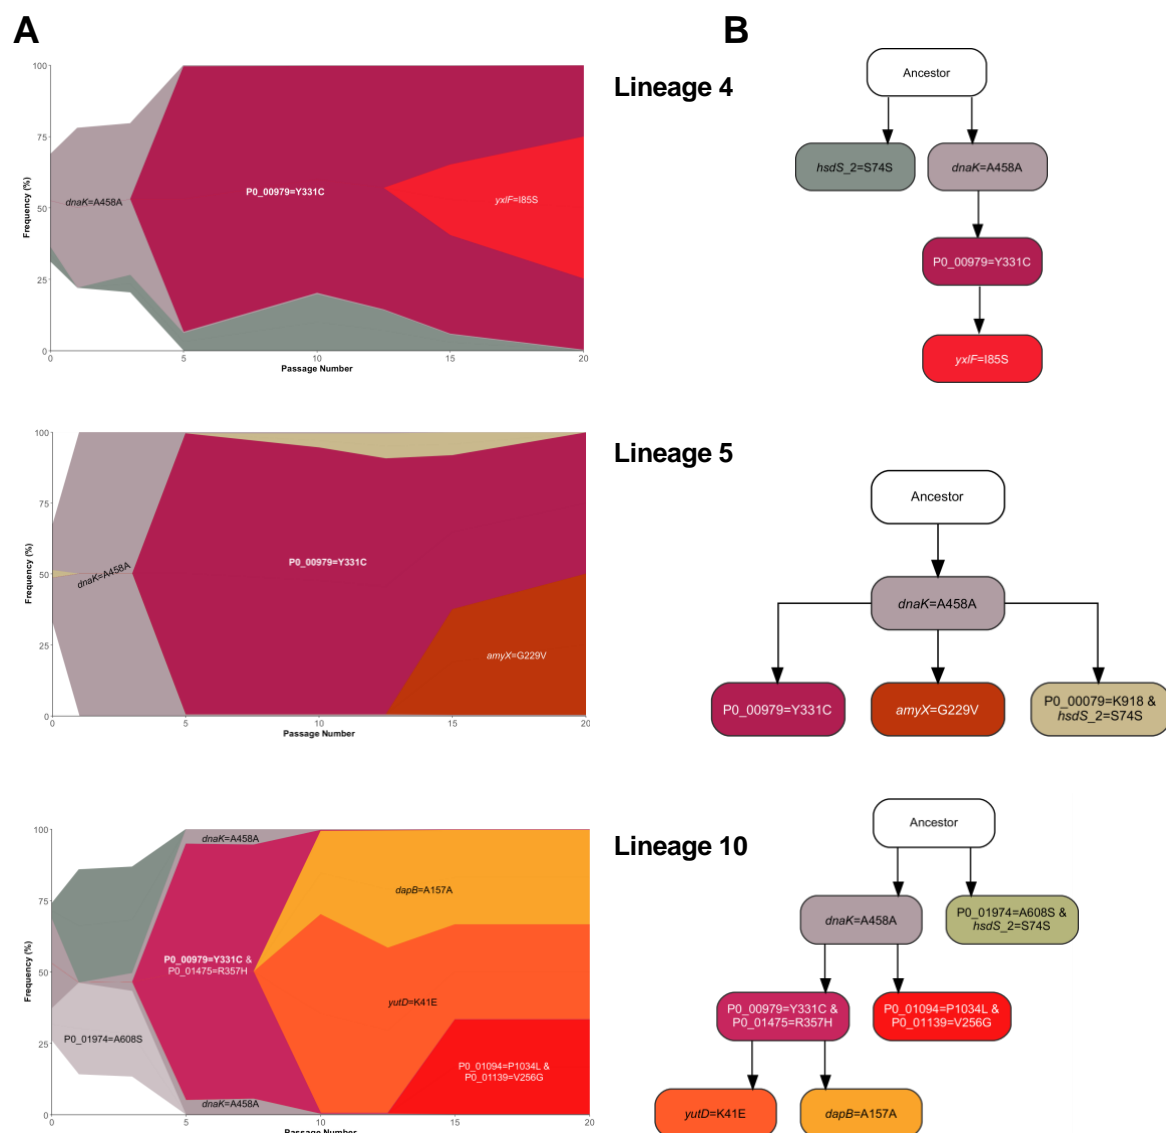 A
B
Lineage 4
100
75
50
25
0
Frequency (%)
dnaK=A458A
P0_00979=Y331C
yxlF=I85S
0
5
10
15
20
Passage Number
Ancestor
hsdS_2=S74S
dnaK=A458A
P0_00979=Y331C
yxlF=I85S
Lineage 5
100
75
50
25
0
Frequency (%)
dnaK=A458A
P0_00979=Y331C
amyX=G229V
0
5
10
15
20
Passage Number
Ancestor
dnaK=A458A
P0_00979=Y331C
amyX=G229V
P0_00079=K918 &
hsdS_2=S74S
Lineage 10
100
75
50
25
0
Frequency (%)
dnaK=A458A
dapB=A157A
P0_00979=Y331C &
P0_01475=R357H
yutD=K41E
P0_01974=A608S
P0_01094=P1034L &
P0_01139=V256G
dnaK=A458A
0
5
10
15
20
Passage Number
Ancestor
dnaK=A458A
P0_01974=A608S &
hsdS_2=S74S
P0_00979=Y331C &
P0_01475=R357H
P0_01094=P1034L &
P0_01139=V256G
yutD=K41E
dapB=A157A